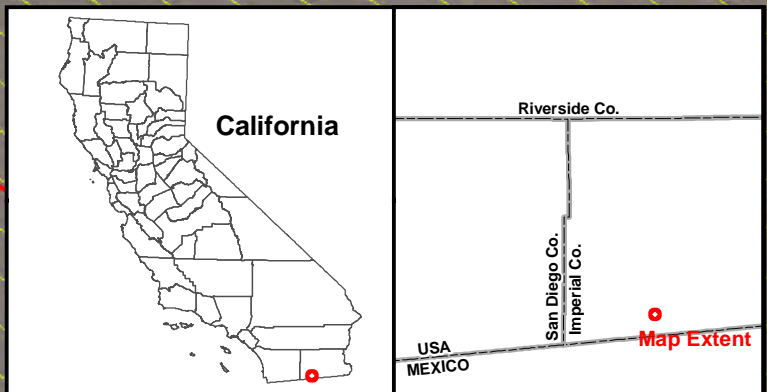 California
Riverside Co.
San Diego Co.
Imperial Co.
Map Extent
USA
MEXICO